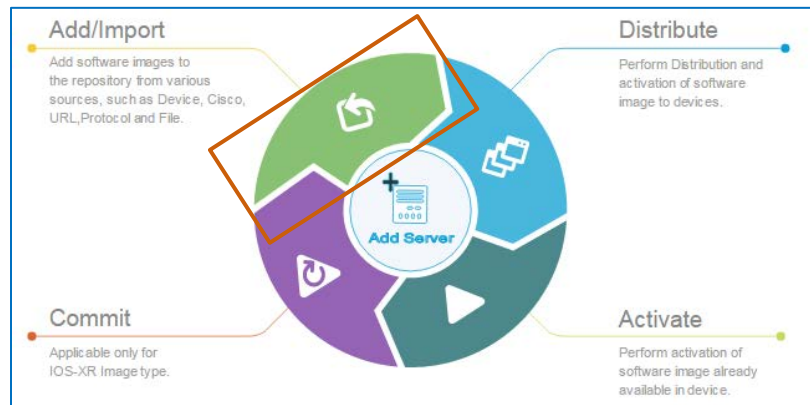 Add/Import
Add software images to
the repository from various
sources, such as Device, Cisco,
URL,Protocol and File.
Distribute
Perform Distribution and
activation of software
image to devices.
Add Server
Commit
Applicable only for
IOS-XR Image type.
Activate
Perform activation of
software image already
available in device.